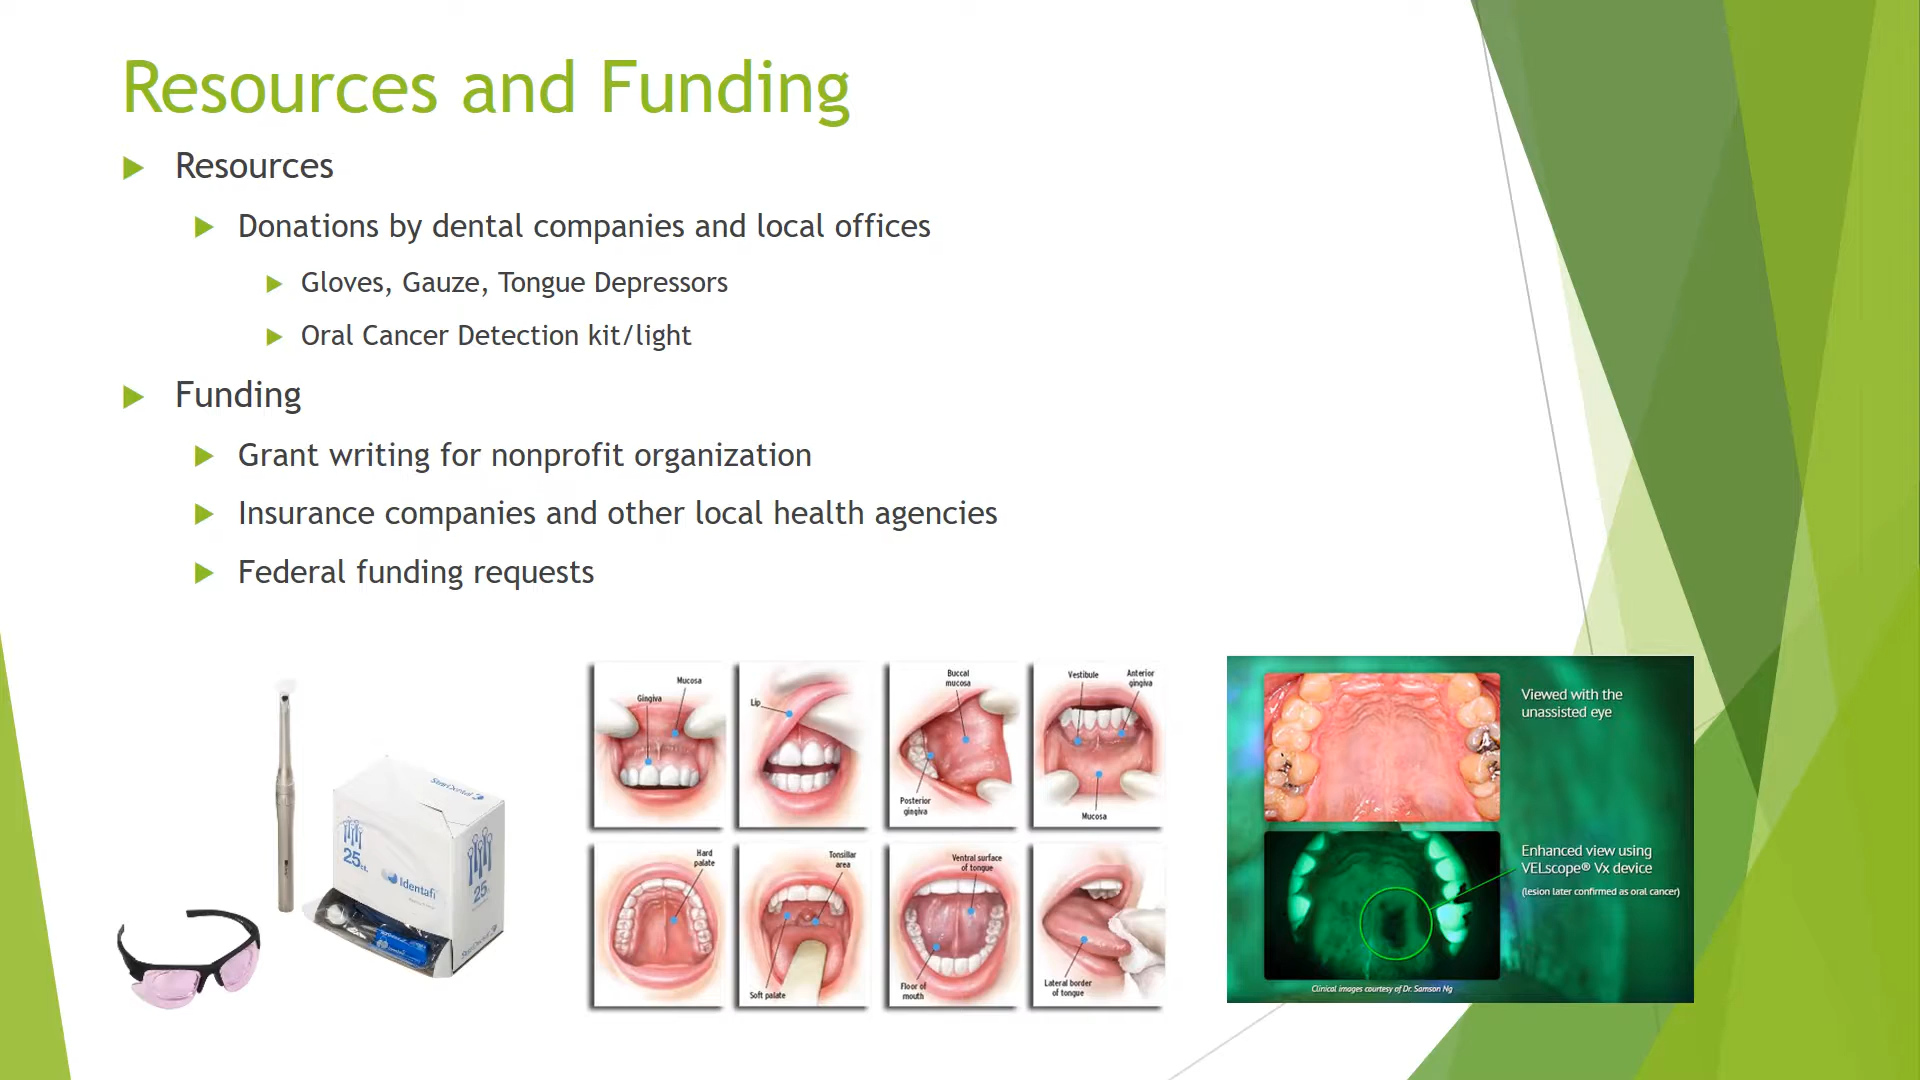 Resources and Funding
Resources
Donations by dental companies and local offices
Gloves, Gauze, Tongue Depressors
Oral Cancer Detection kit/light
Funding
Grant writing for nonprofit organization
Insurance companies and other local health agencies
Federal funding requests
StarDental
25ct.
identafi
25
Mucosa
Gingiva
Lip
Buccal
mucosa
Posterior
gingiva
Vestibule
Anterior
gingiva
Mucosa
Hard
palate
Tonsillar
area
Soft palate
Ventral surface
of tongue
Floor of
mouth
Lateral border
of tongue
Viewed with the
unassisted eye
Enhanced view using
VELscope® Vx device
(lesion later confirmed as oral cancer)
Clinical images courtesy of Dr. Samson Ng